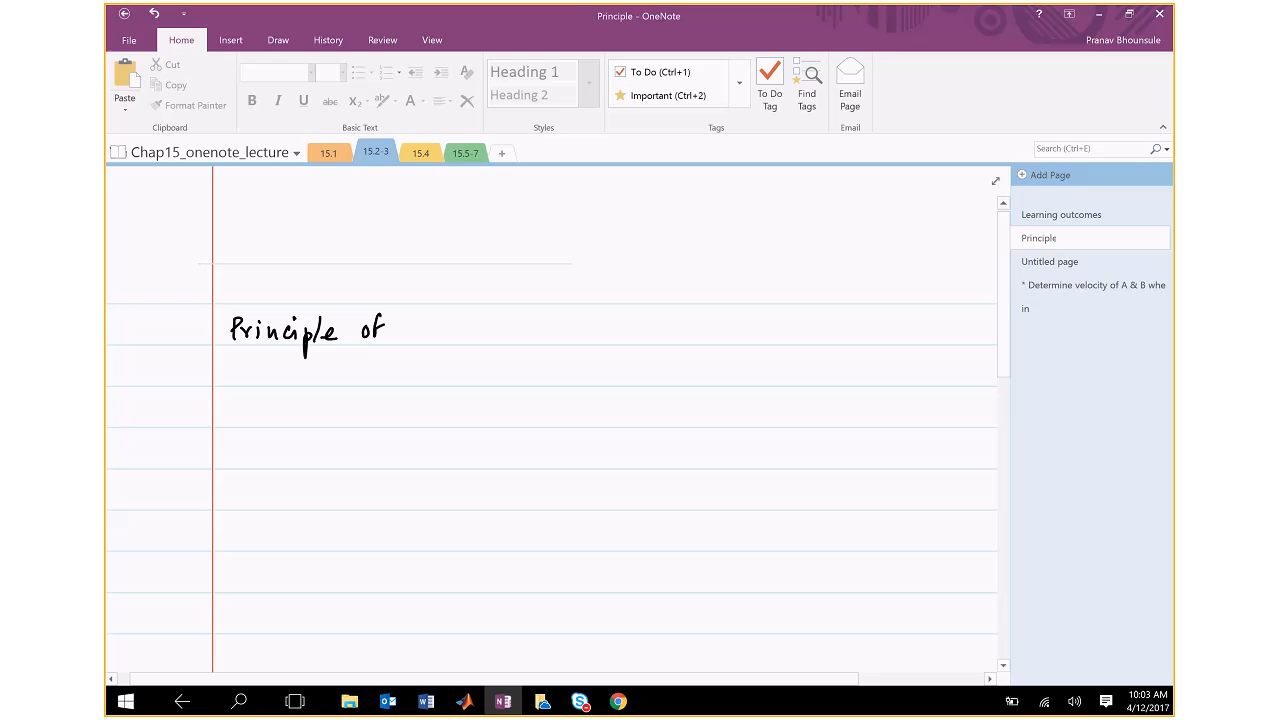 Principle - OneNote
?
File
Home
Insert
Draw
History
Review
View
Pranav Bhounsule
Paste
Cut
Copy
Format Painter
Clipboard
B I U abc X₂ A
Basic Text
Heading 1
Heading 2
Styles
To Do (Ctrl+1)
Important (Ctrl+2)
To Do
Tag
Find
Tags
Tags
Email
Page
Email
Chap15_onenote_lecture
15.1
15.2-3
15.4
15.5-7
+
Search (Ctrl+E)
Add Page
Learning outcomes
Principle
Untitled page
* Determine velocity of A & B whe
in
Principle of
10:03 AM
4/12/2017